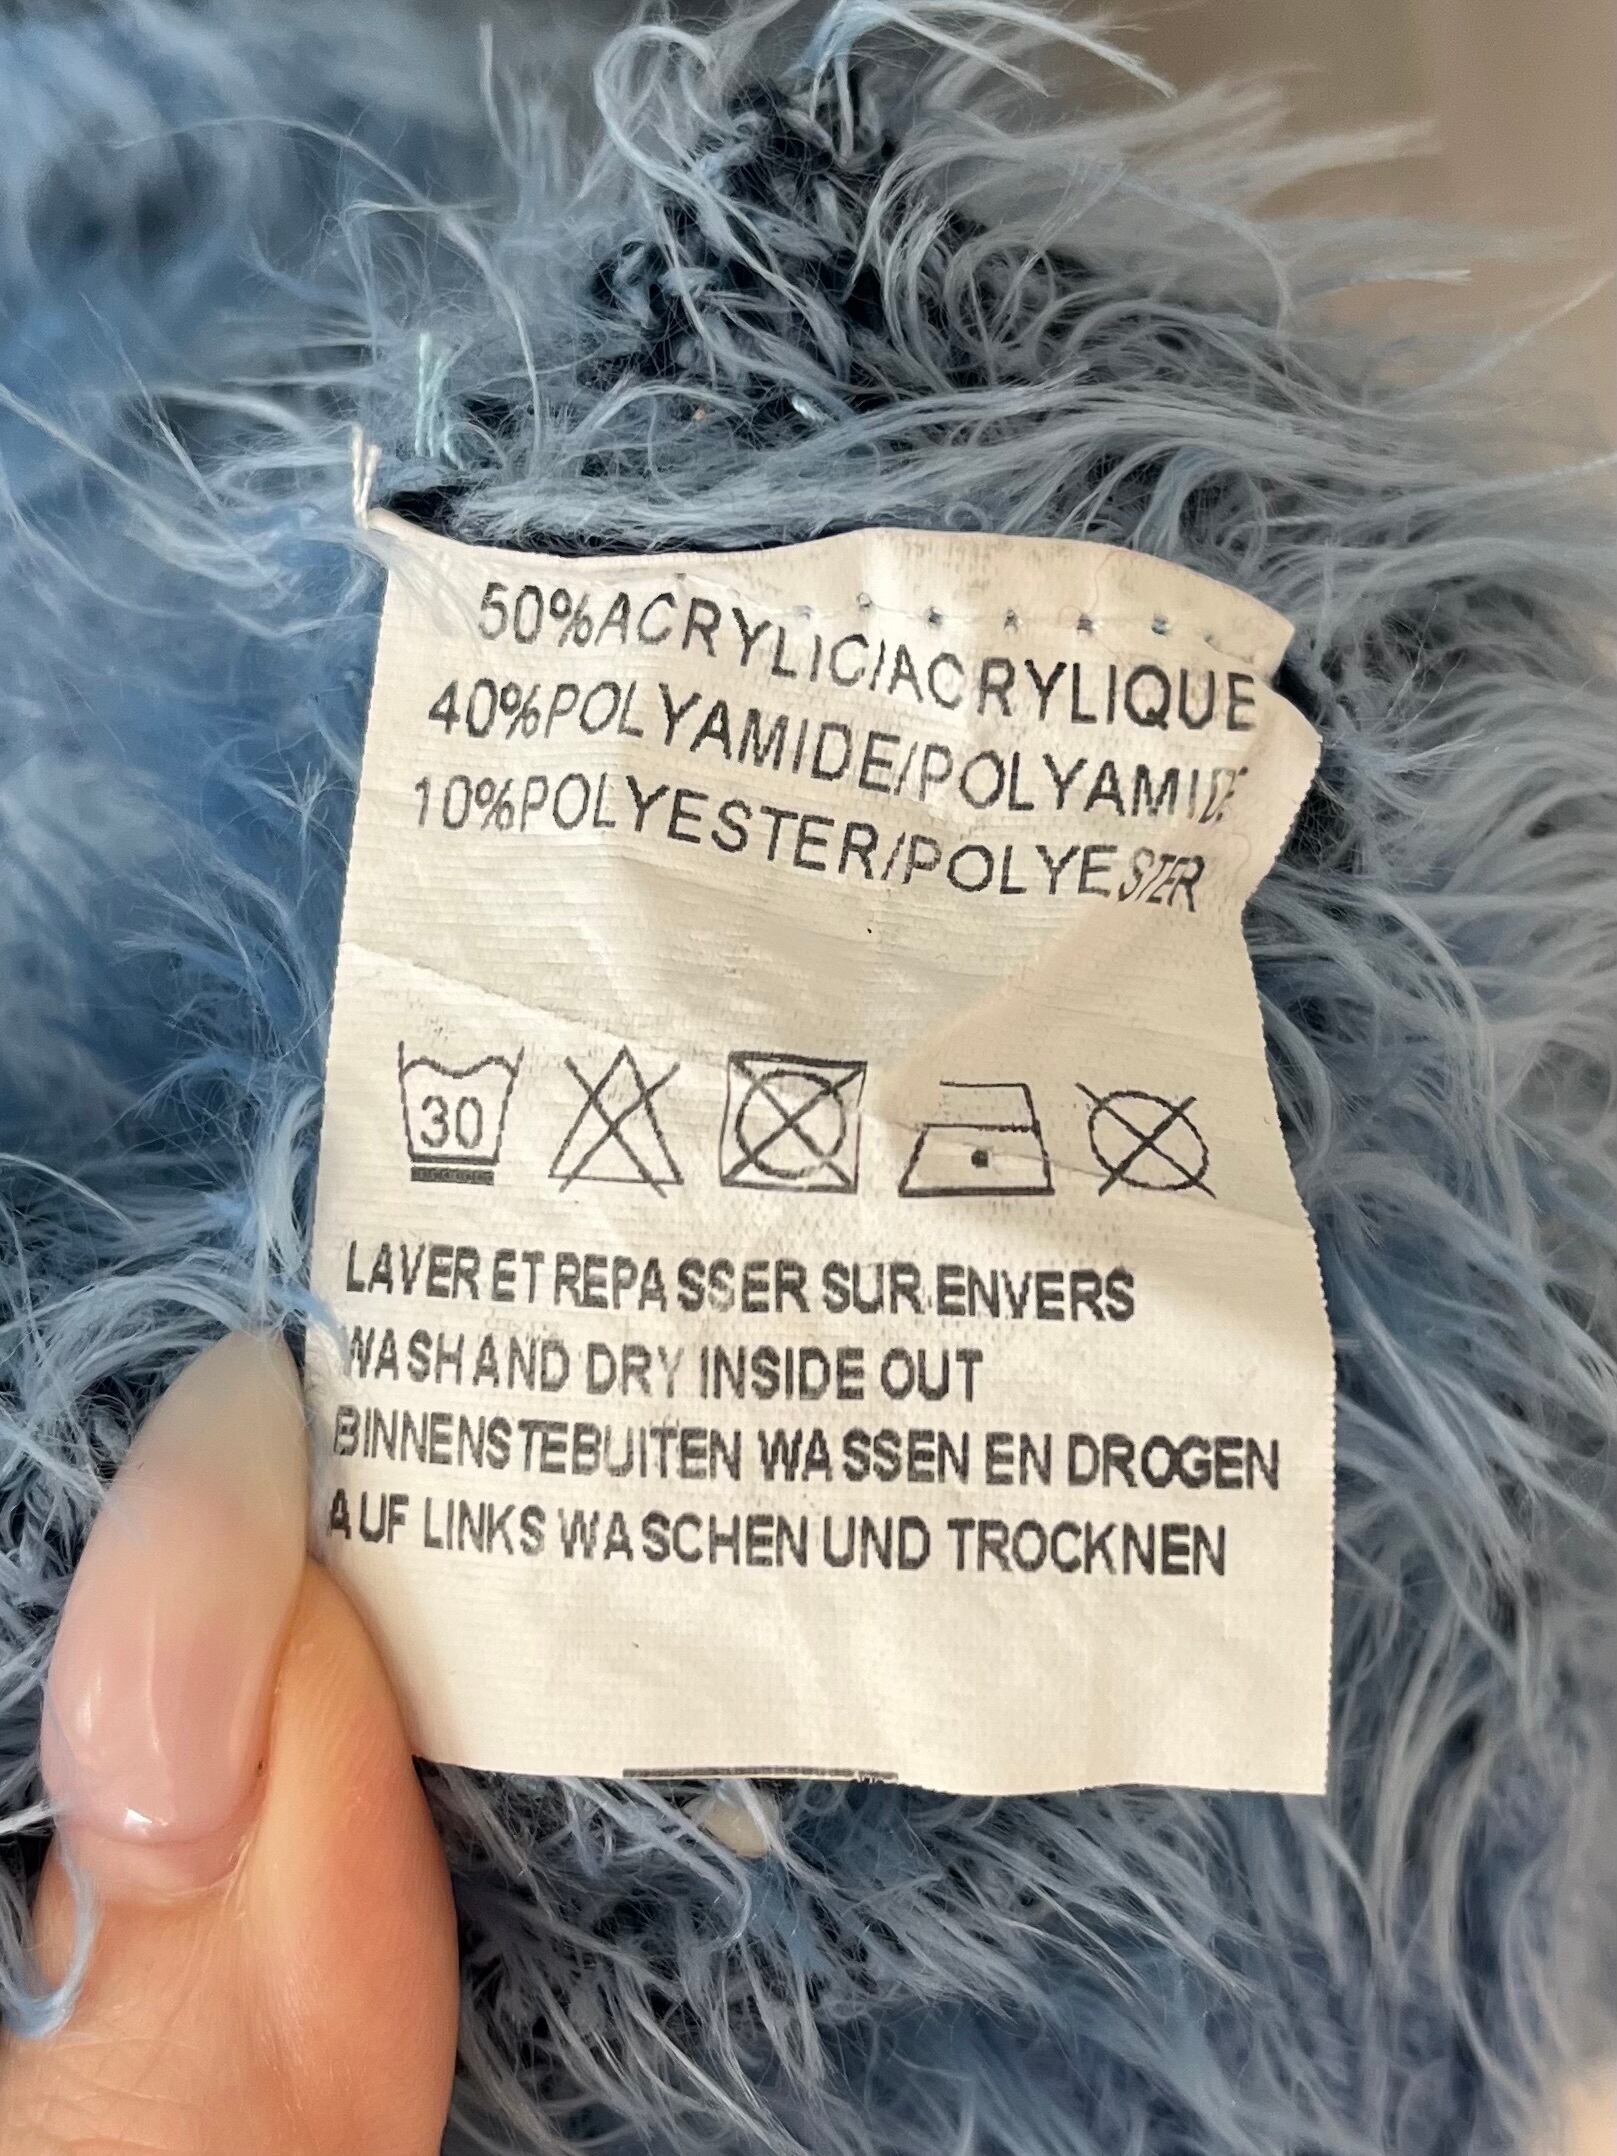 50%ACRYLIC/ACRYLIQUE
40%POLYAMIDE/POLYAMIDE
10%POLYESTER/POLYESTER
30
LAVER ET REPASSER SUR ENVERS
WASH AND DRY INSIDE OUT
BINNENSTEBUITEN WASSEN EN DROGEN
AUF LINKS WASCHEN UND TROCKNEN